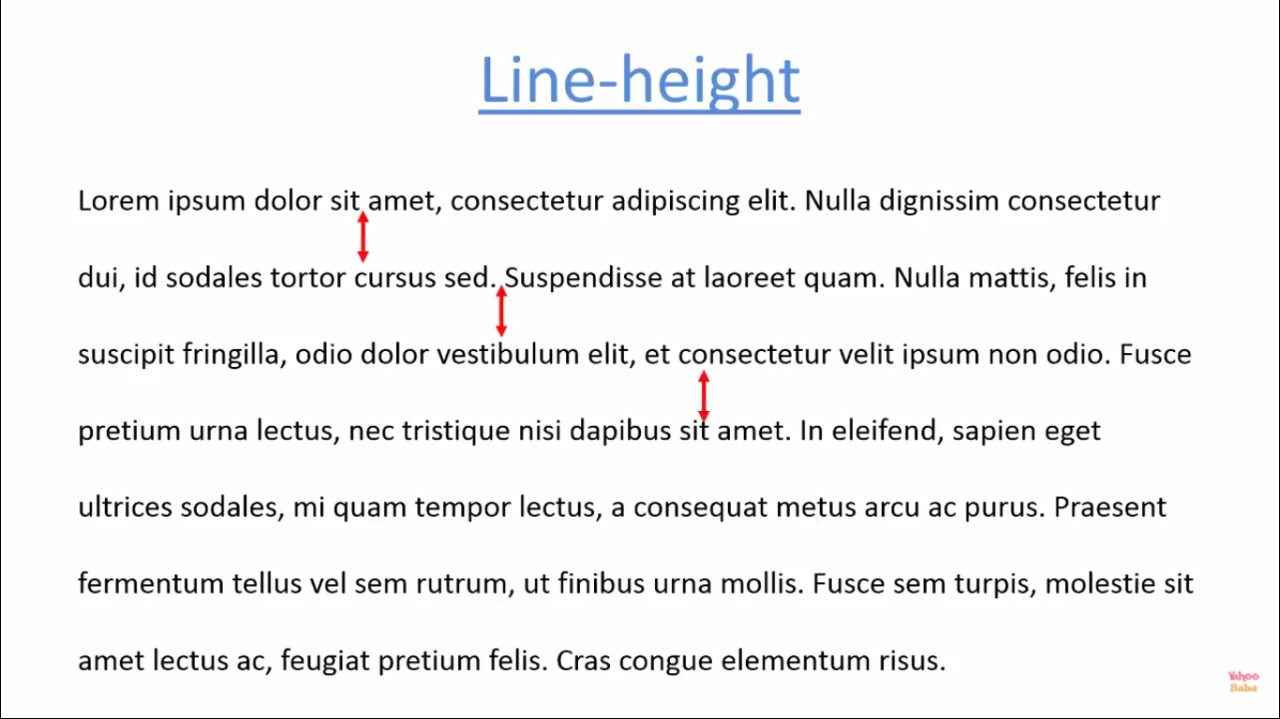 Line-height
Lorem ipsum dolor sit amet, consectetur adipiscing elit. Nulla dignissim consectetur
dui, id sodales tortor cursus sed. Suspendisse at laoreet quam. Nulla mattis, felis in
suscipit fringilla, odio dolor vestibulum elit, et consectetur velit ipsum non odio. Fusce
pretium urna lectus, nec tristique nisi dapibus sit amet. In eleifend, sapien eget
ultrices sodales, mi quam tempor lectus, a consequat metus arcu ac purus. Praesent
fermentum tellus vel sem rutrum, ut finibus urna mollis. Fusce sem turpis, molestie sit
amet lectus ac, feugiat pretium felis. Cras congue elementum risus.
Yahoo
Baba